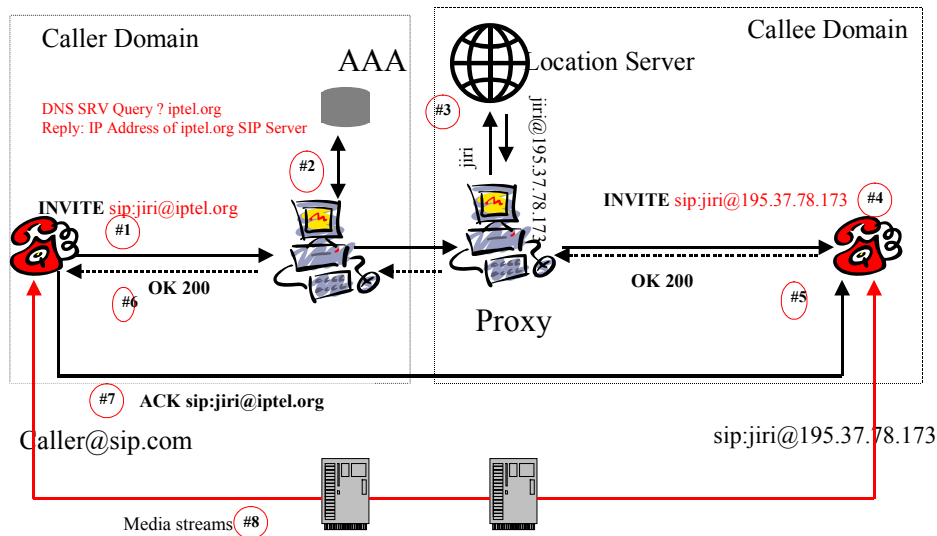 Caller Domain
Callee Domain
AAA
Location Server
DNS SRV Query ? iptel.org
Reply: IP Address of iptel.org SIP Server
#3
jiri
jiri@195.37.78.173
#2
INVITE sip:jiri@iptel.org
#1
INVITE sip:jiri@195.37.78.173
#4
OK 200
#6
OK 200
#5
Proxy
#7
ACK sip:jiri@iptel.org
Caller@sip.com
sip:jiri@195.37.78.173
Media streams
#8